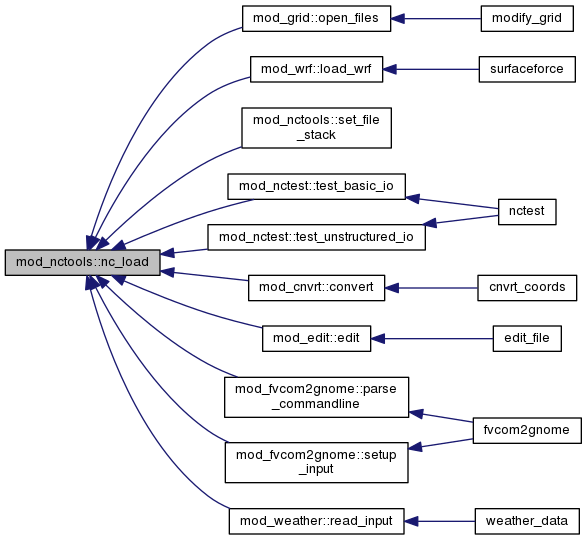 mod_grid::open_files
modify_grid
mod_wrf::load_wrf
surfaceforce
mod_nctools::set_file
_stack
mod_nctest::test_basic_io
nctest
mod_nctest::test_unstructured_io
mod_nctools::nc_load
mod_cnvrt::convert
cnvrt_coords
mod_edit::edit
edit_file
mod_fvcom2gnome::parse
_commandline
fvcom2gnome
mod_fvcom2gnome::setup
_input
mod_weather::read_input
weather_data